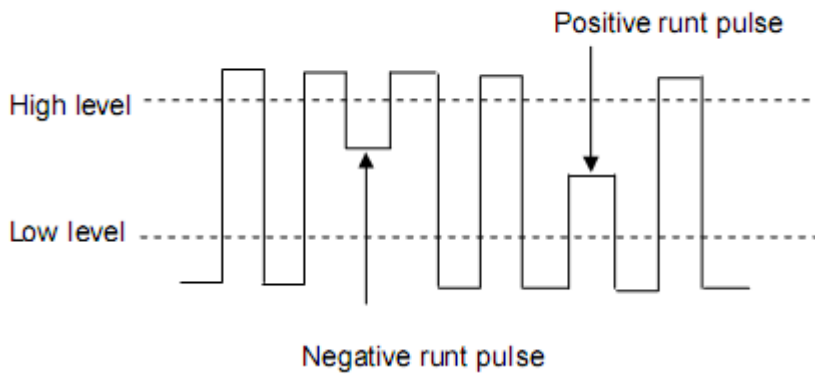 Positive runt pulse
High level
Low level
Negative runt pulse